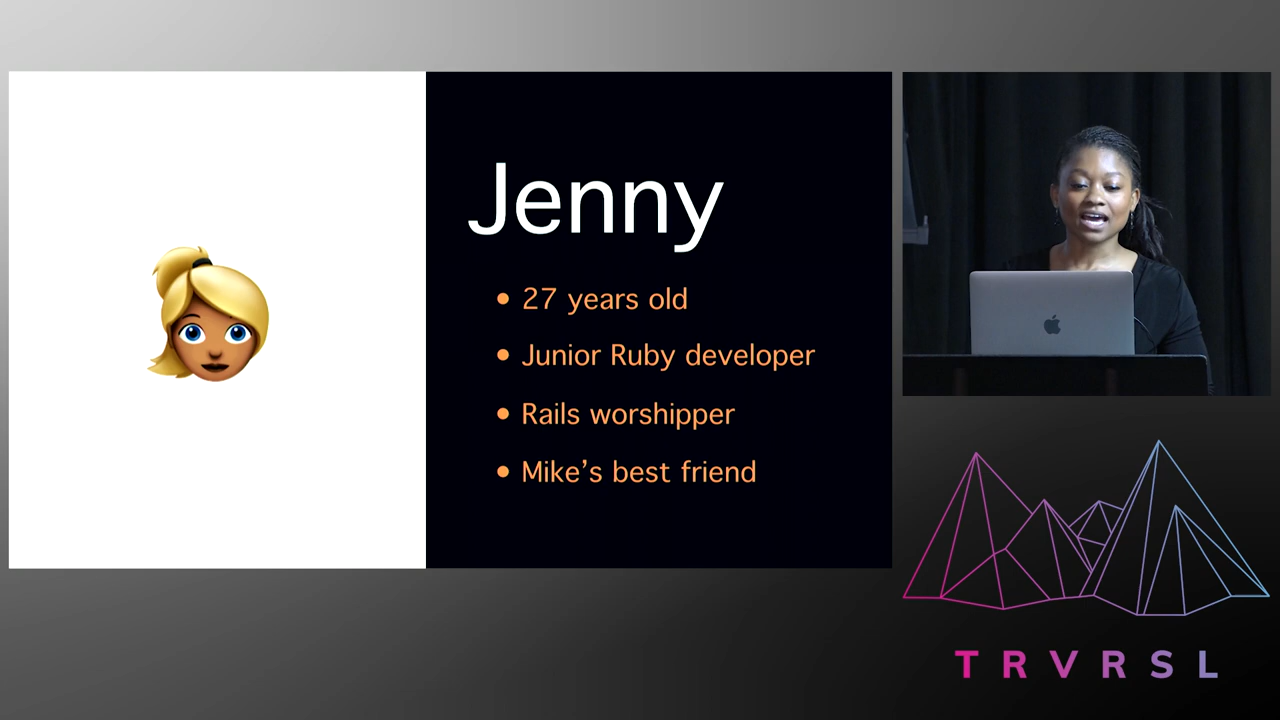 Jenny
• 27 years old
• Junior Ruby developer
• Rails worshipper
• Mike’s best friend
TRVRSL